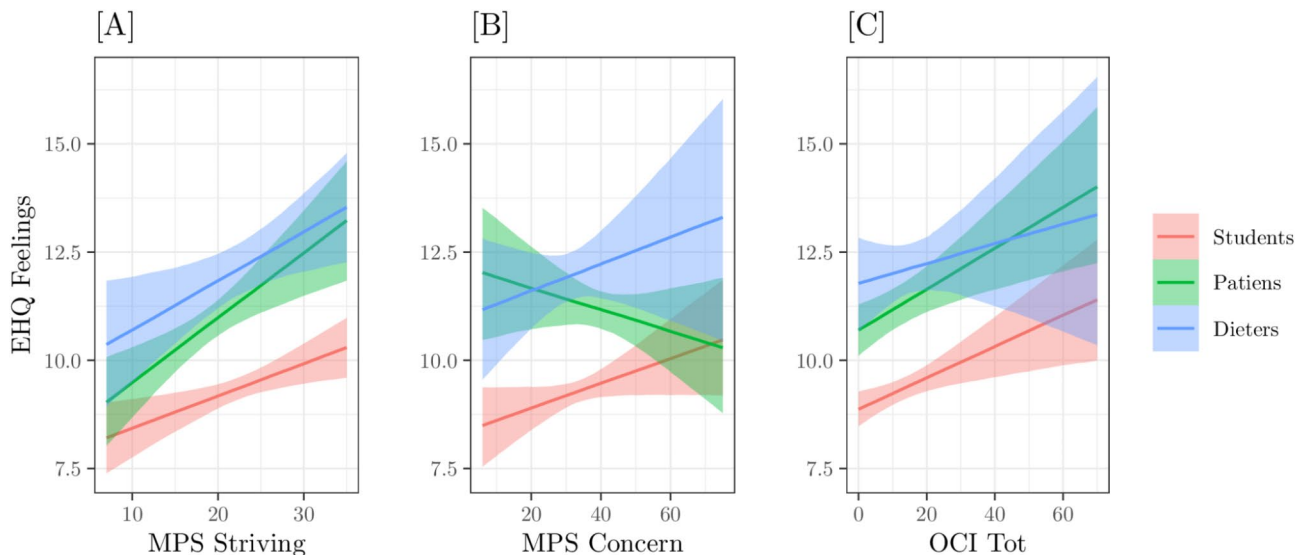 [A]
[B]
[C]
EHQ Feelings
15.0
12.5
10.0
7.5
10 20 30
MPS Striving
15.0
12.5
10.0
7.5
20 40 60
MPS Concern
15.0
12.5
10.0
7.5
0 20 40 60
OCI Tot
Students
Patiens
Dieters